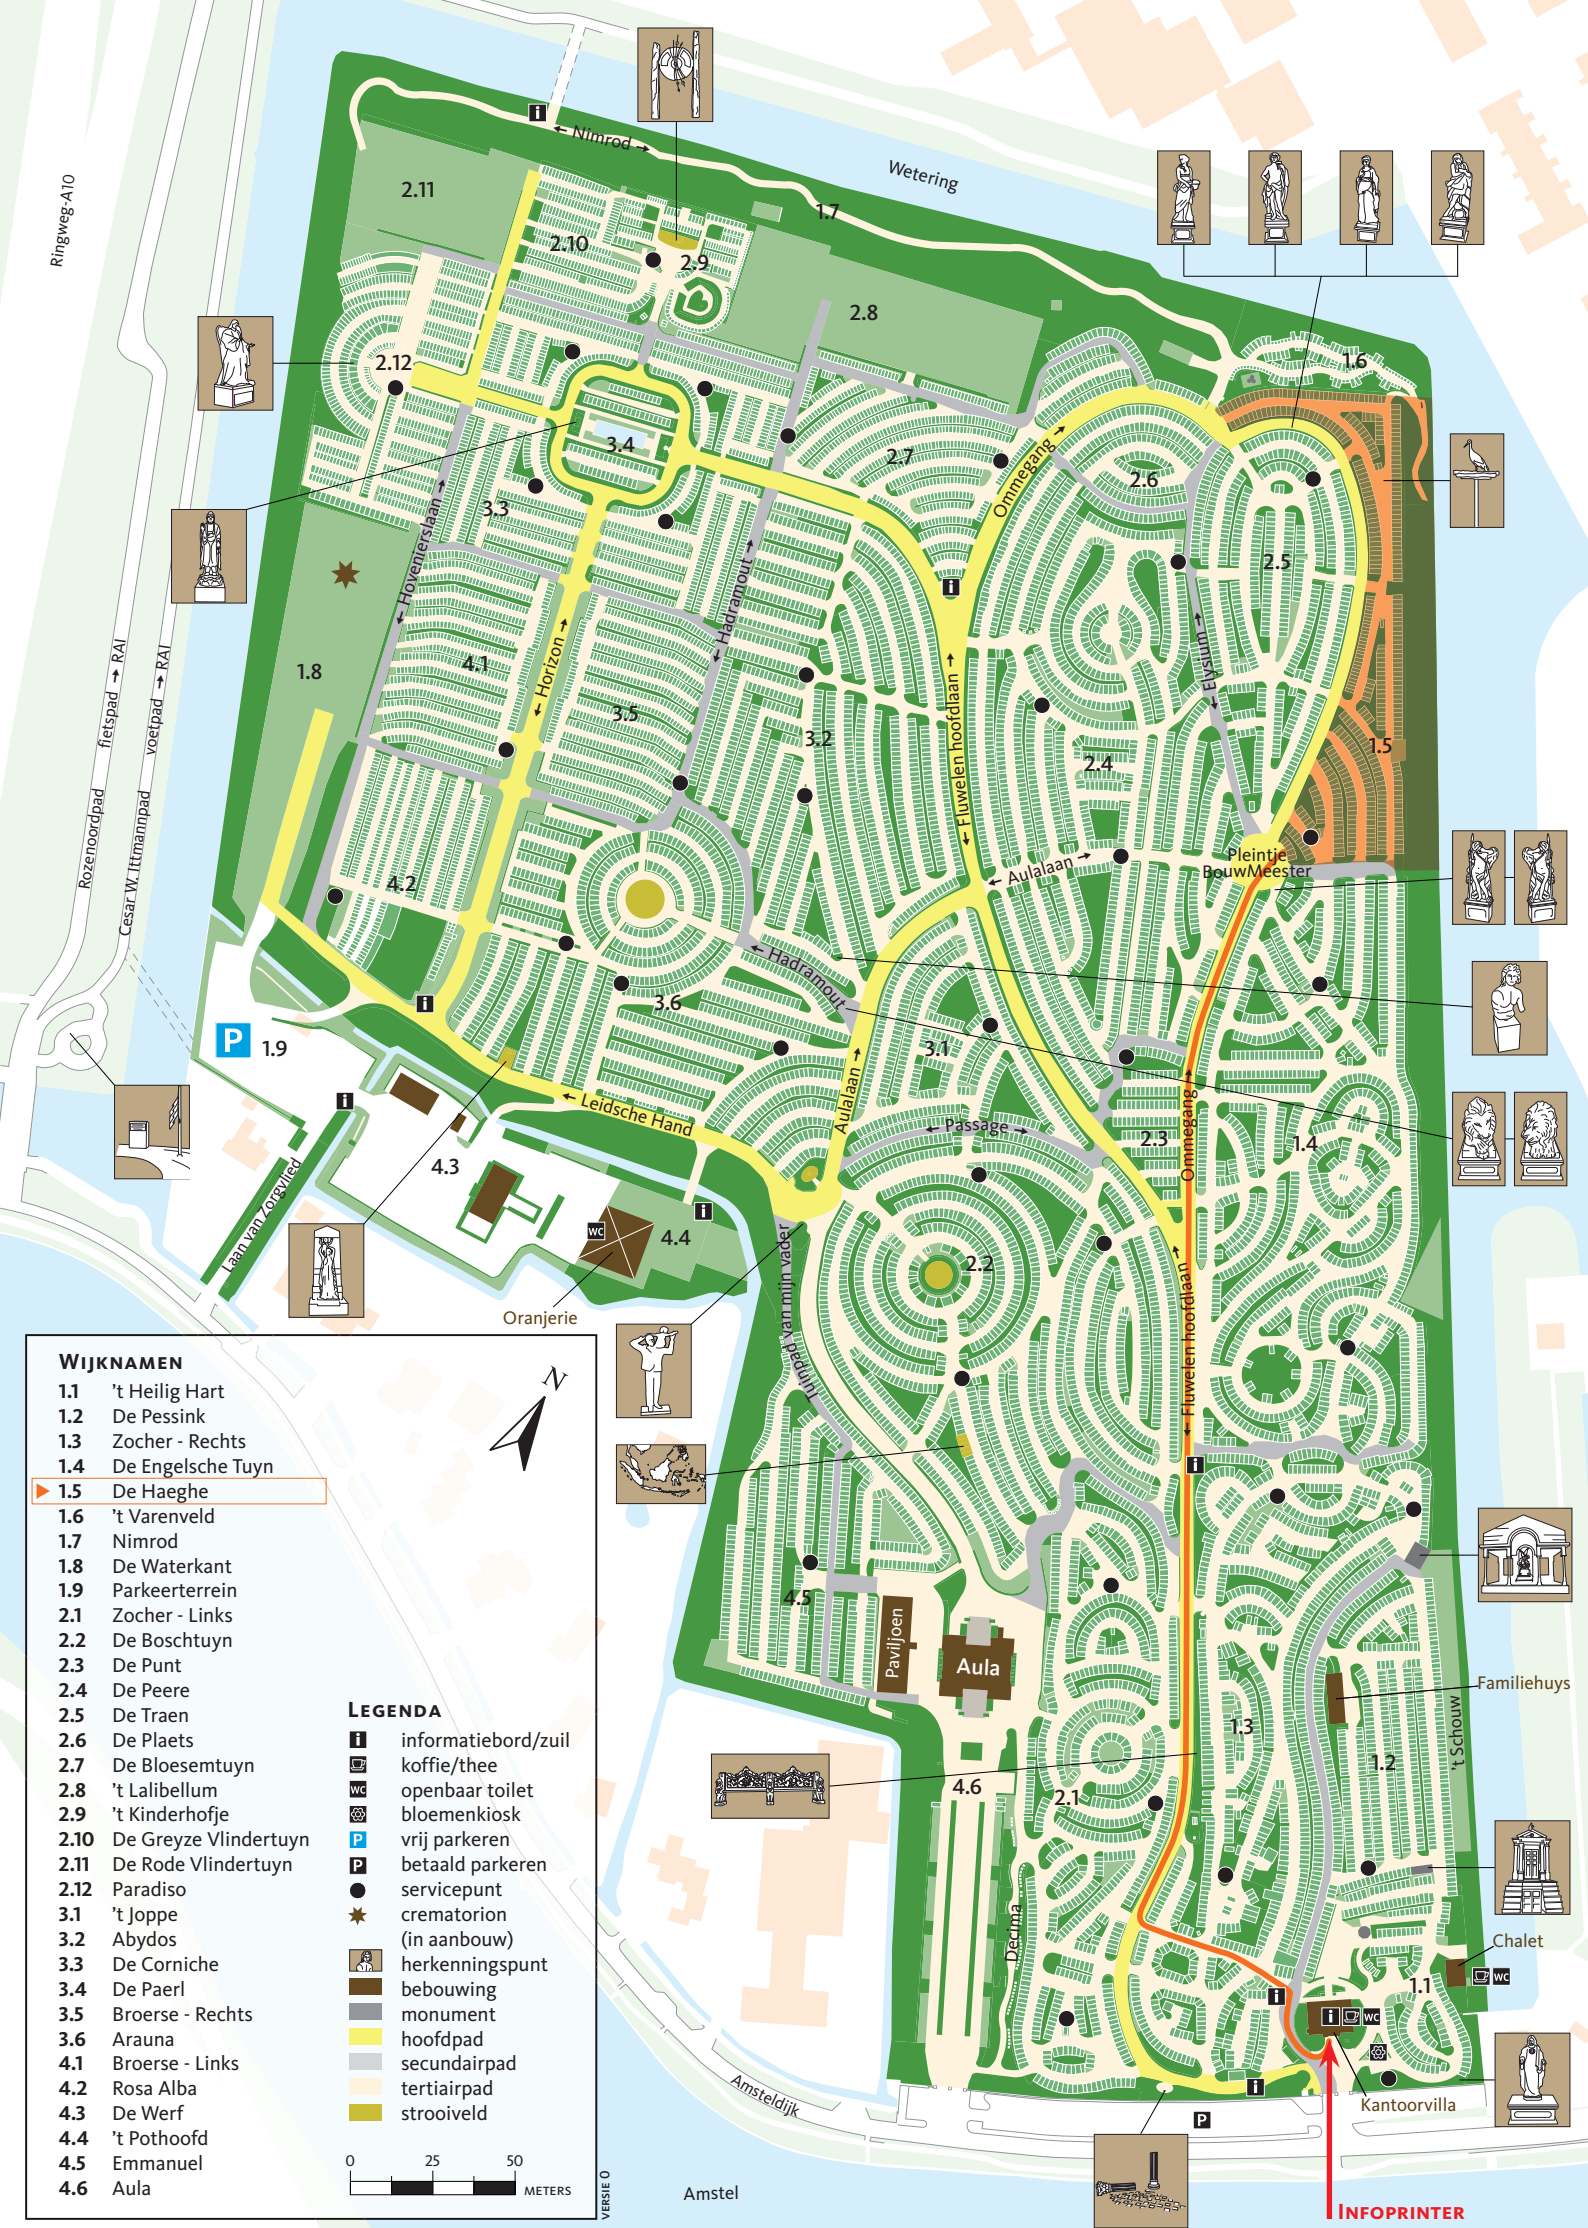 Nimrod
Wetering
Ringweg-A10
2.11
1.7
2.10
2.9
2.8
2.12
1.6
3.4
2.7
Ommegang
2.6
3.3
2.5
Hovenierslaan
Hadramout
Elysium
1.8
4.1
Horizon
3.5
3.2
Fluwelen hoofdlaan
2.4
1.5
fietspad → RAI
voetpad → RAI
Rozenoordpad
Cesar W. Ittmannpad
4.2
Aulalaan
Pleintje
BouwMeester
Hadramout
3.6
P
1.9
3.1
Aulalaan
Leidsche Hand
Passage
2.3
Ommegang
1.4
4.3
Laan van Zorgvlied
WC
4.4
Oranjerie
Tuinpad van mijn vader
2.2
Fluwelen hoofdlaan
4.5
Paviljoen
Aula
Familiehuys
't Schouw
1.3
1.2
4.6
2.1
Decima
Chalet
WC
1.1
WC
Kantoorvilla
Amsteldijk
P
Amstel
Infoprinter
Wijknamen
1.1 't Heilig Hart
1.2 De Pessink
1.3 Zocher - Rechts
1.4 De Engelsche Tuyn
1.5 De Haeghe
1.6 't Varenveld
1.7 Nimrod
1.8 De Waterkant
1.9 Parkeerterrein
2.1 Zocher - Links
2.2 De Boschtuyn
2.3 De Punt
2.4 De Peere
2.5 De Traen
2.6 De Plaets
2.7 De Bloesemtuyn
2.8 't Lalibellum
2.9 't Kinderhofje
2.10 De Greyze Vlindertuyn
2.11 De Rode Vlindertuyn
2.12 Paradiso
3.1 't Joppe
3.2 Abydos
3.3 De Corniche
3.4 De Paerl
3.5 Broerse - Rechts
3.6 Arauna
4.1 Broerse - Links
4.2 Rosa Alba
4.3 De Werf
4.4 't Pothoofd
4.5 Emmanuel
4.6 Aula
N
Legenda
i informatiebord/zuil
koffie/thee
WC openbaar toilet
bloemenkiosk
P vrij parkeren
P betaald parkeren
servicepunt
crematorion
(in aanbouw)
herkenningspunt
bebouwing
monument
hoofdpad
secundairpad
tertiairpad
strooiveld
0 25 50
meters
versie 0